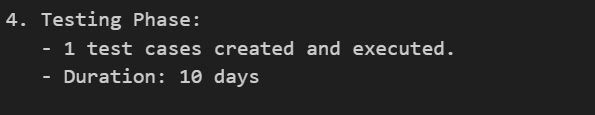 4. Testing Phase:
- 1 test cases created and executed.
- Duration: 10 days